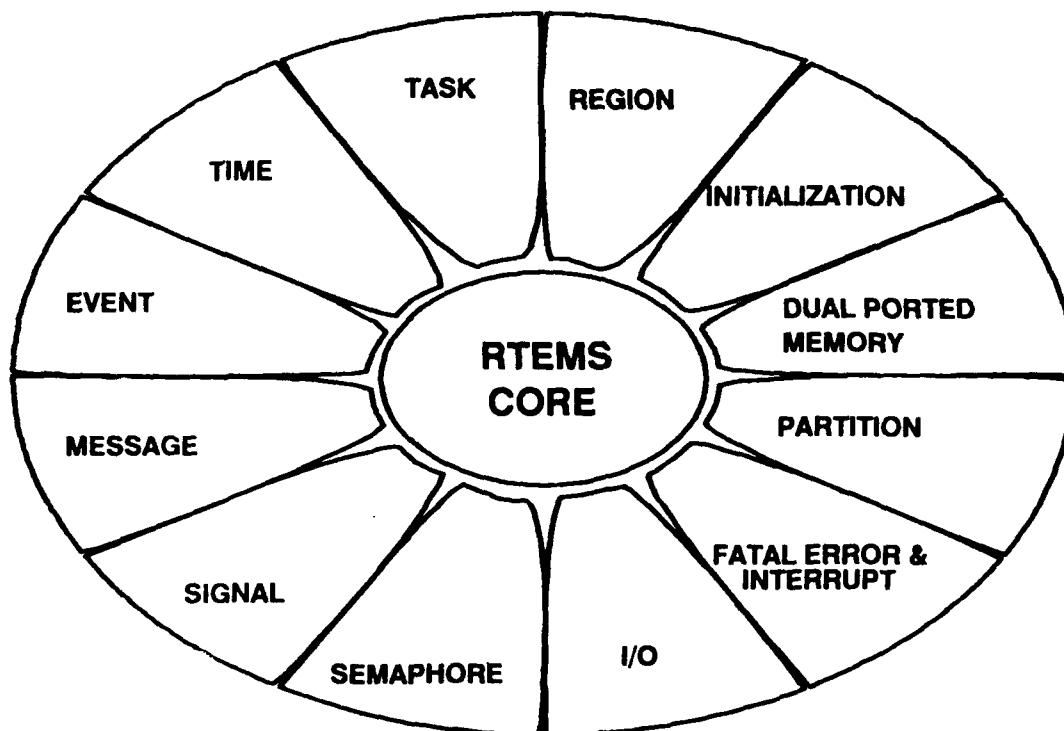 TASK
REGION
TIME
INITIALIZATION
EVENT
DUAL PORTED
MEMORY
RTEMS
CORE
MESSAGE
PARTITION
SIGNAL
FATAL ERROR &
INTERRUPT
SEMAPHORE
I/O